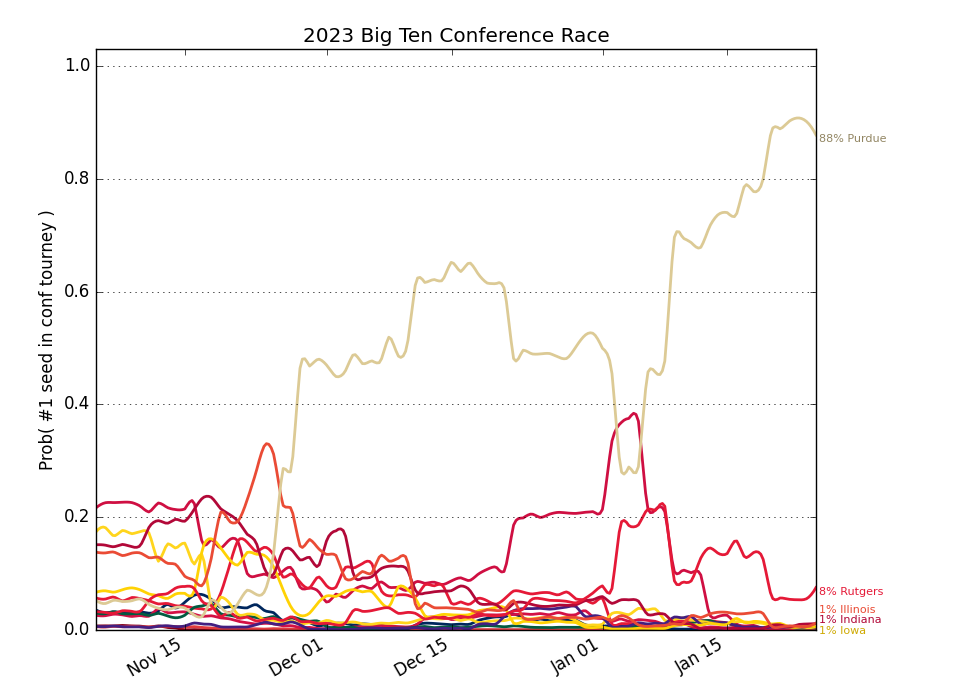 2023 Big Ten Conference Race
Prob( #1 seed in conf tourney )
1.0
0.8
0.6
0.4
0.2
0.0
Nov 15
Dec 01
Dec 15
Jan 01
Jan 15
88% Purdue
8% Rutgers
1% Illinois
1% Indiana
1% Iowa